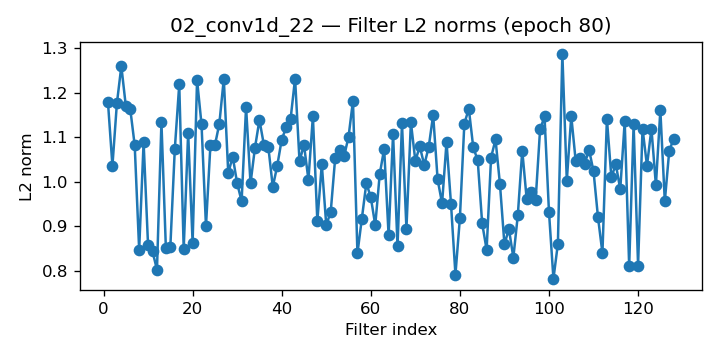 02_conv1d_22 — Filter L2 norms (epoch 80)
1.3
1.2
1.1
1.0
0.9
0.8
L2 norm
0 20 40 60 80 100 120
Filter index